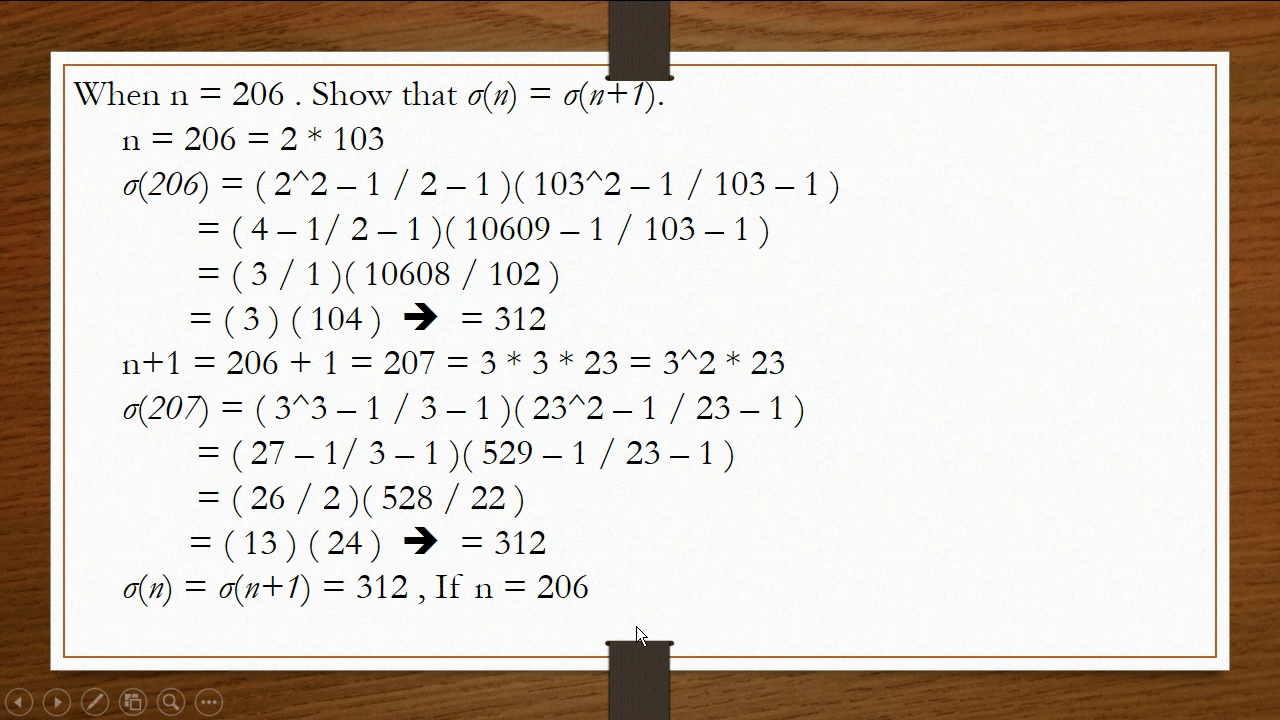 When n = 206 . Show that σ(n) = σ(n+1).
n = 206 = 2 * 103
σ(206) = ( 2^2 – 1 / 2 – 1 )( 103^2 – 1 / 103 – 1 )
= ( 4 – 1/ 2 – 1 )( 10609 – 1 / 103 – 1 )
= ( 3 / 1 )( 10608 / 102 )
= ( 3 ) ( 104 ) ➔ = 312
n+1 = 206 + 1 = 207 = 3 * 3 * 23 = 3^2 * 23
σ(207) = ( 3^3 – 1 / 3 – 1 )( 23^2 – 1 / 23 – 1 )
= ( 27 – 1/ 3 – 1 )( 529 – 1 / 23 – 1 )
= ( 26 / 2 )( 528 / 22 )
= ( 13 ) ( 24 ) ➔ = 312
σ(n) = σ(n+1) = 312 , If n = 206